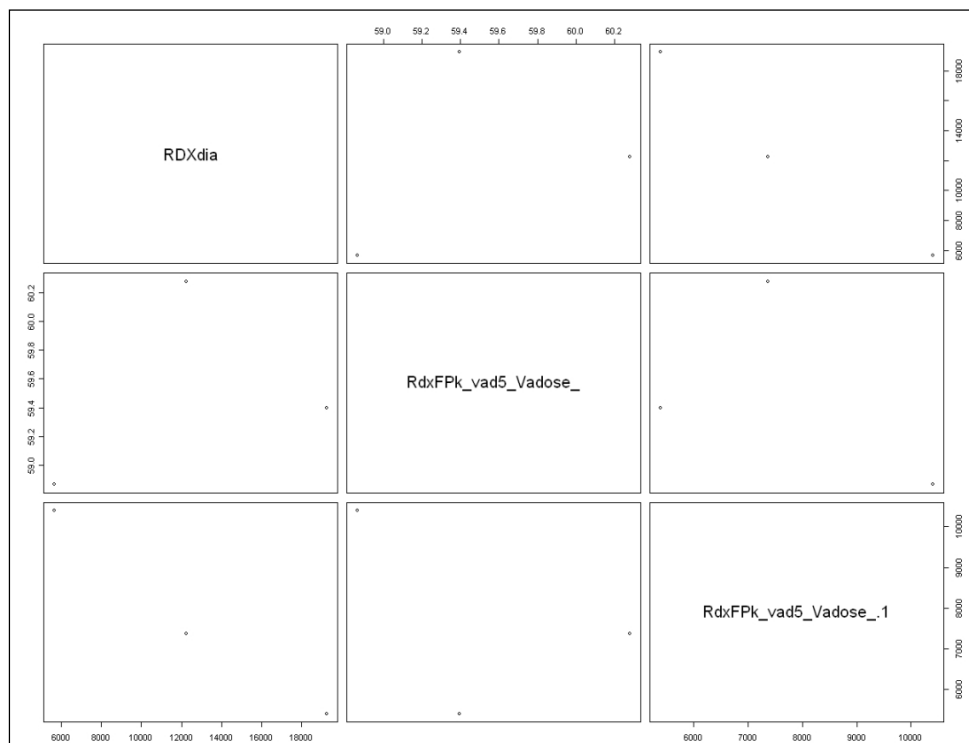 59.0 59.2 59.4 59.6 59.8 60.0 60.2
RDXdia
6000 8000 10000 14000 18000
59.0 59.2 59.4 59.6 59.8 60.0 60.2
RdxFPk_vad5_Vadose_
RdxFPk_vad5_Vadose_.1
6000 7000 8000 9000 10000
6000 8000 10000 12000 14000 16000 18000
6000 7000 8000 9000 10000